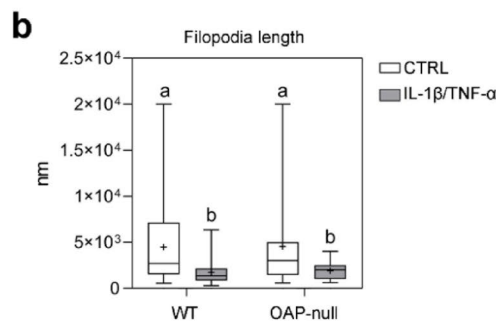 b
Filopodia length
nm
2.5×10⁴
2×10⁴
1.5×10⁴
1×10⁴
5×10³
0
a
b
a
b
WT
OAP-null
CTRL
IL-1β/TNF-α